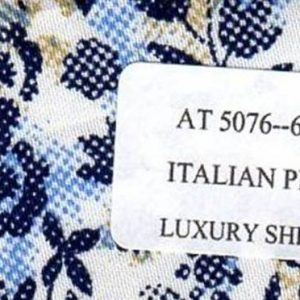 AT 5076--6
ITALIAN P
LUXURY SH